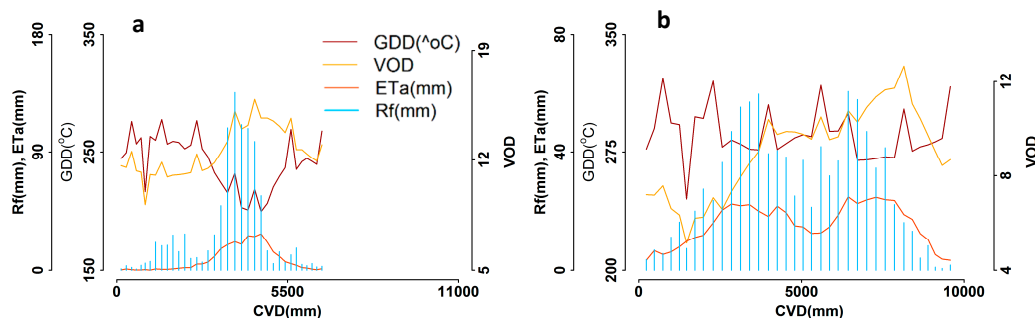 a
180
350
19
GDD(^oC)
VOD
ETa(mm)
Rf(mm)
Rf(mm), ETa(mm)
90
GDD(°C)
250
12
VOD
0
150
5
0
5500
11000
CVD(mm)
b
80
350
12
Rf(mm), ETa(mm)
40
GDD(°C)
275
8
VOD
0
200
4
0
5000
10000
CVD(mm)